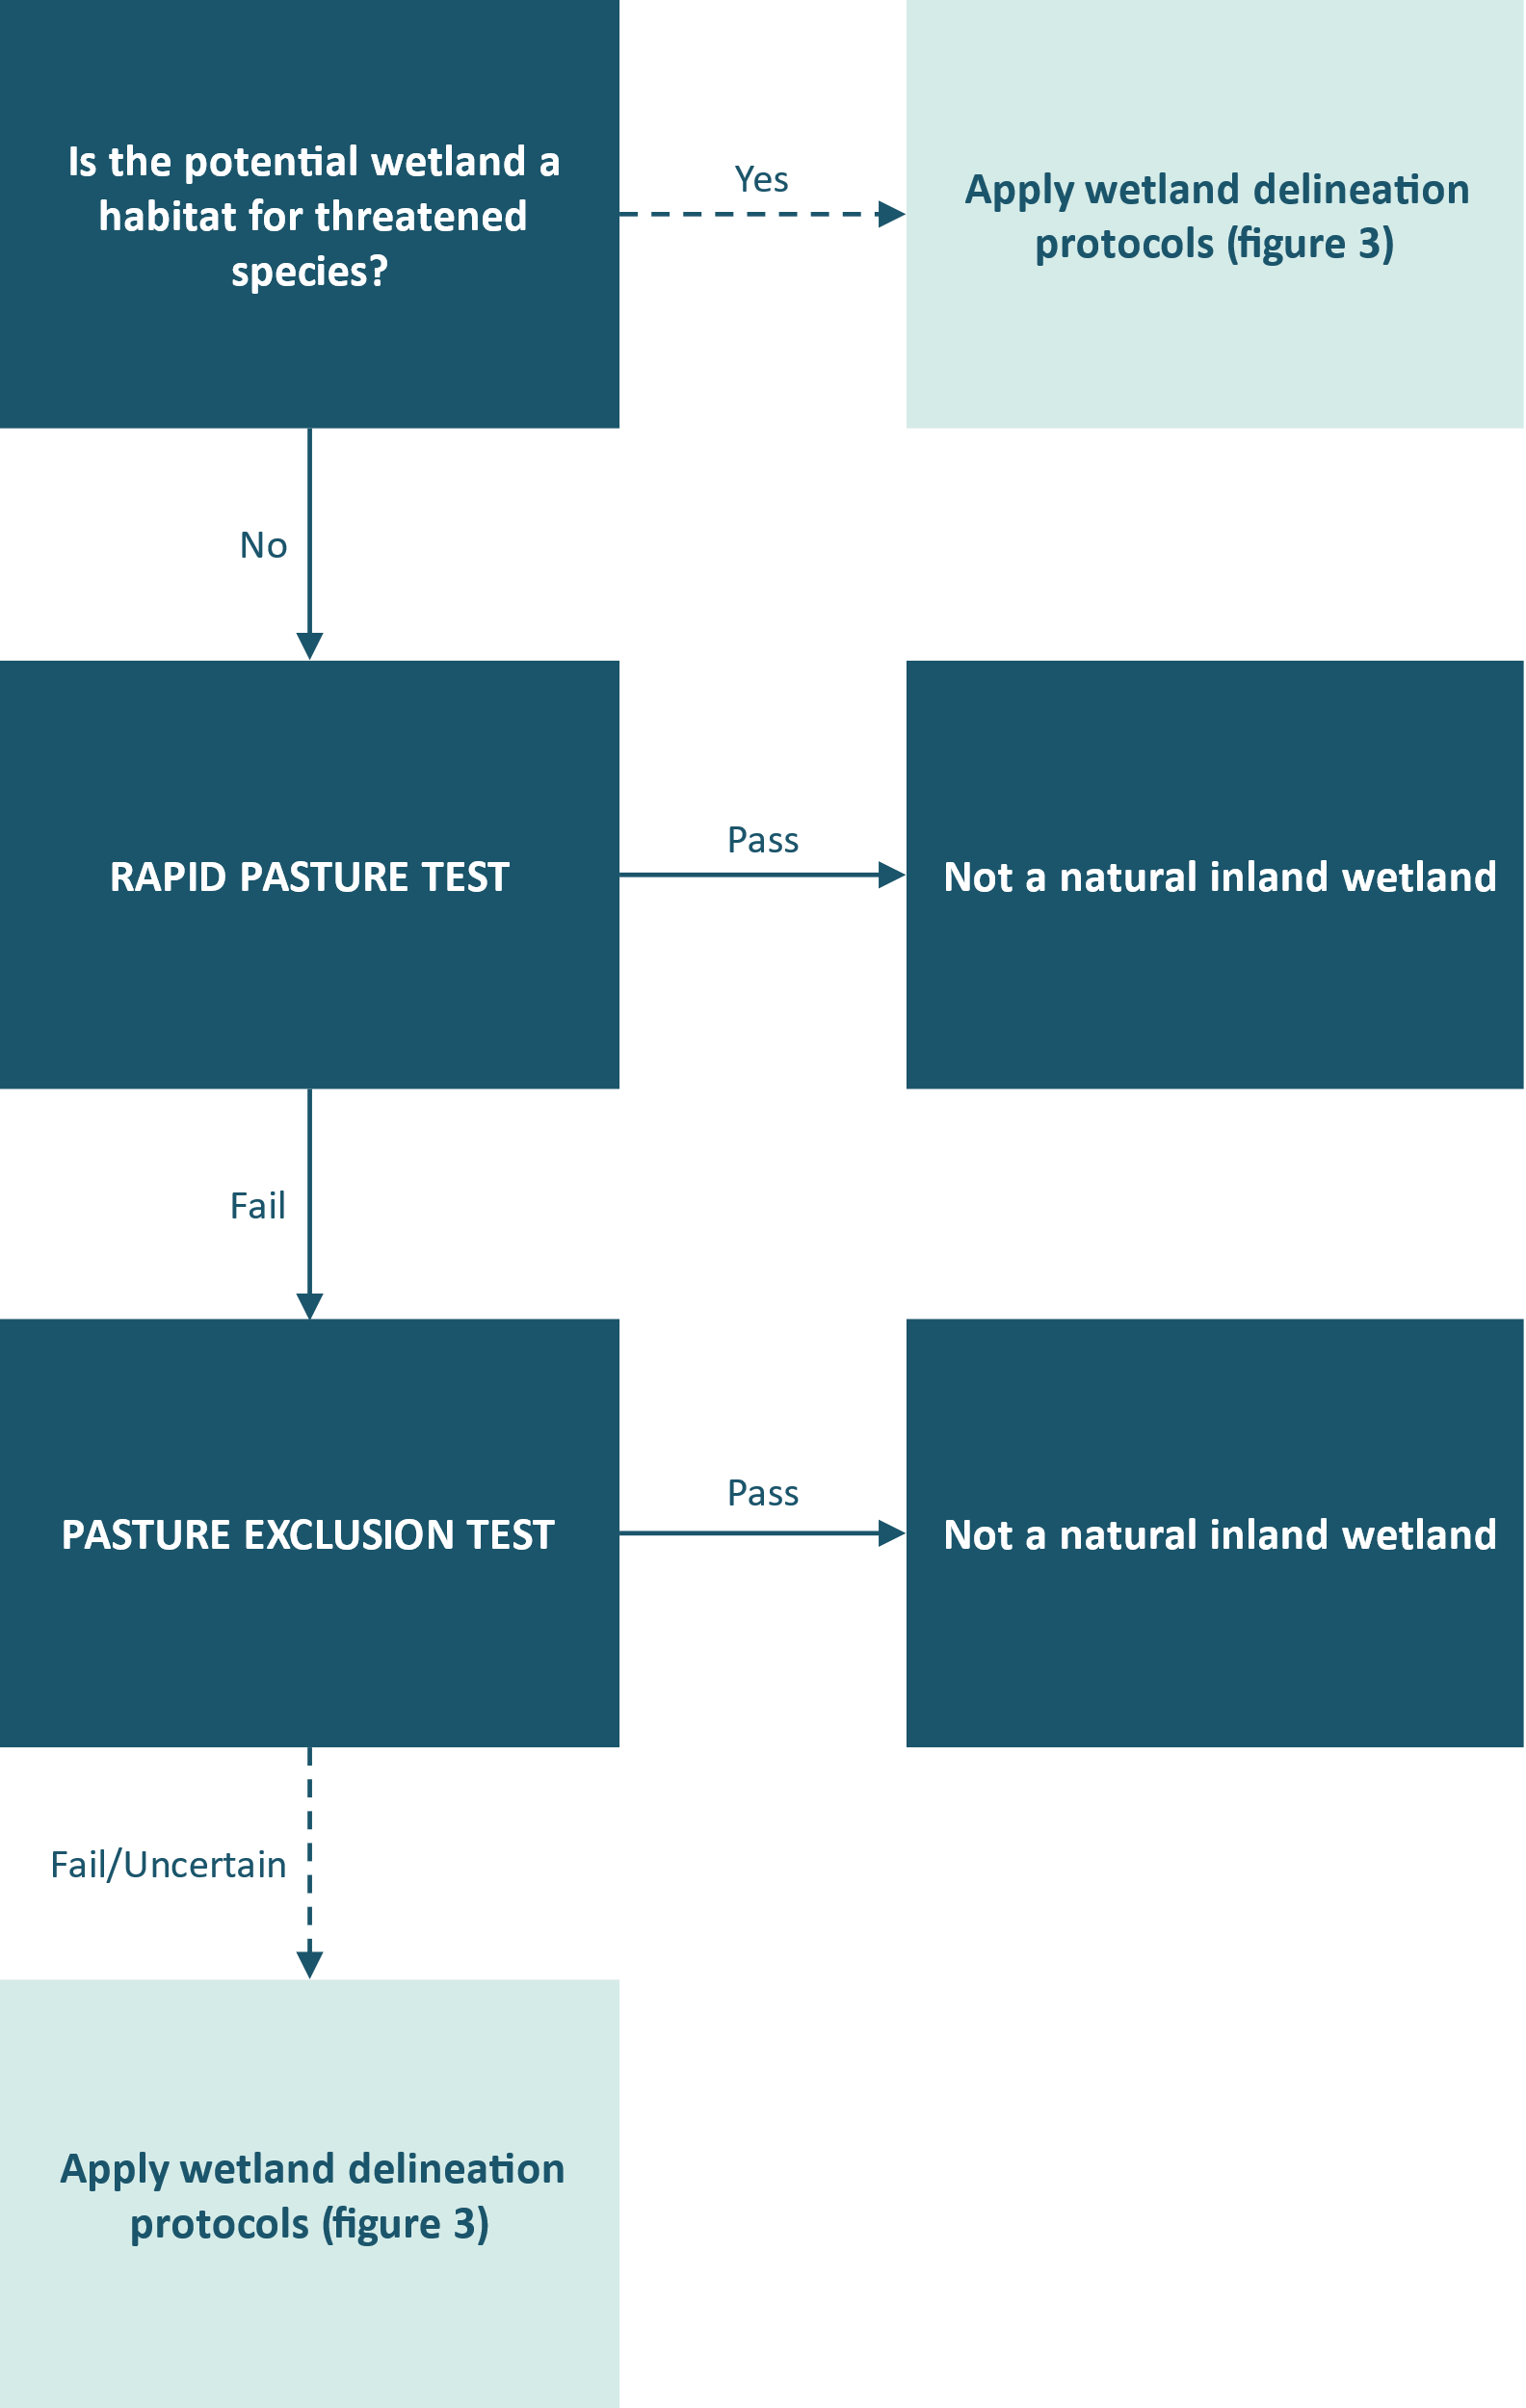 Is the potential wetland a
habitat for threatened
species?
Yes
Apply wetland delineation
protocols (figure 3)
No
RAPID PASTURE TEST
Pass
Not a natural inland wetland
Fail
PASTURE EXCLUSION TEST
Pass
Not a natural inland wetland
Fail/Uncertain
Apply wetland delineation
protocols (figure 3)